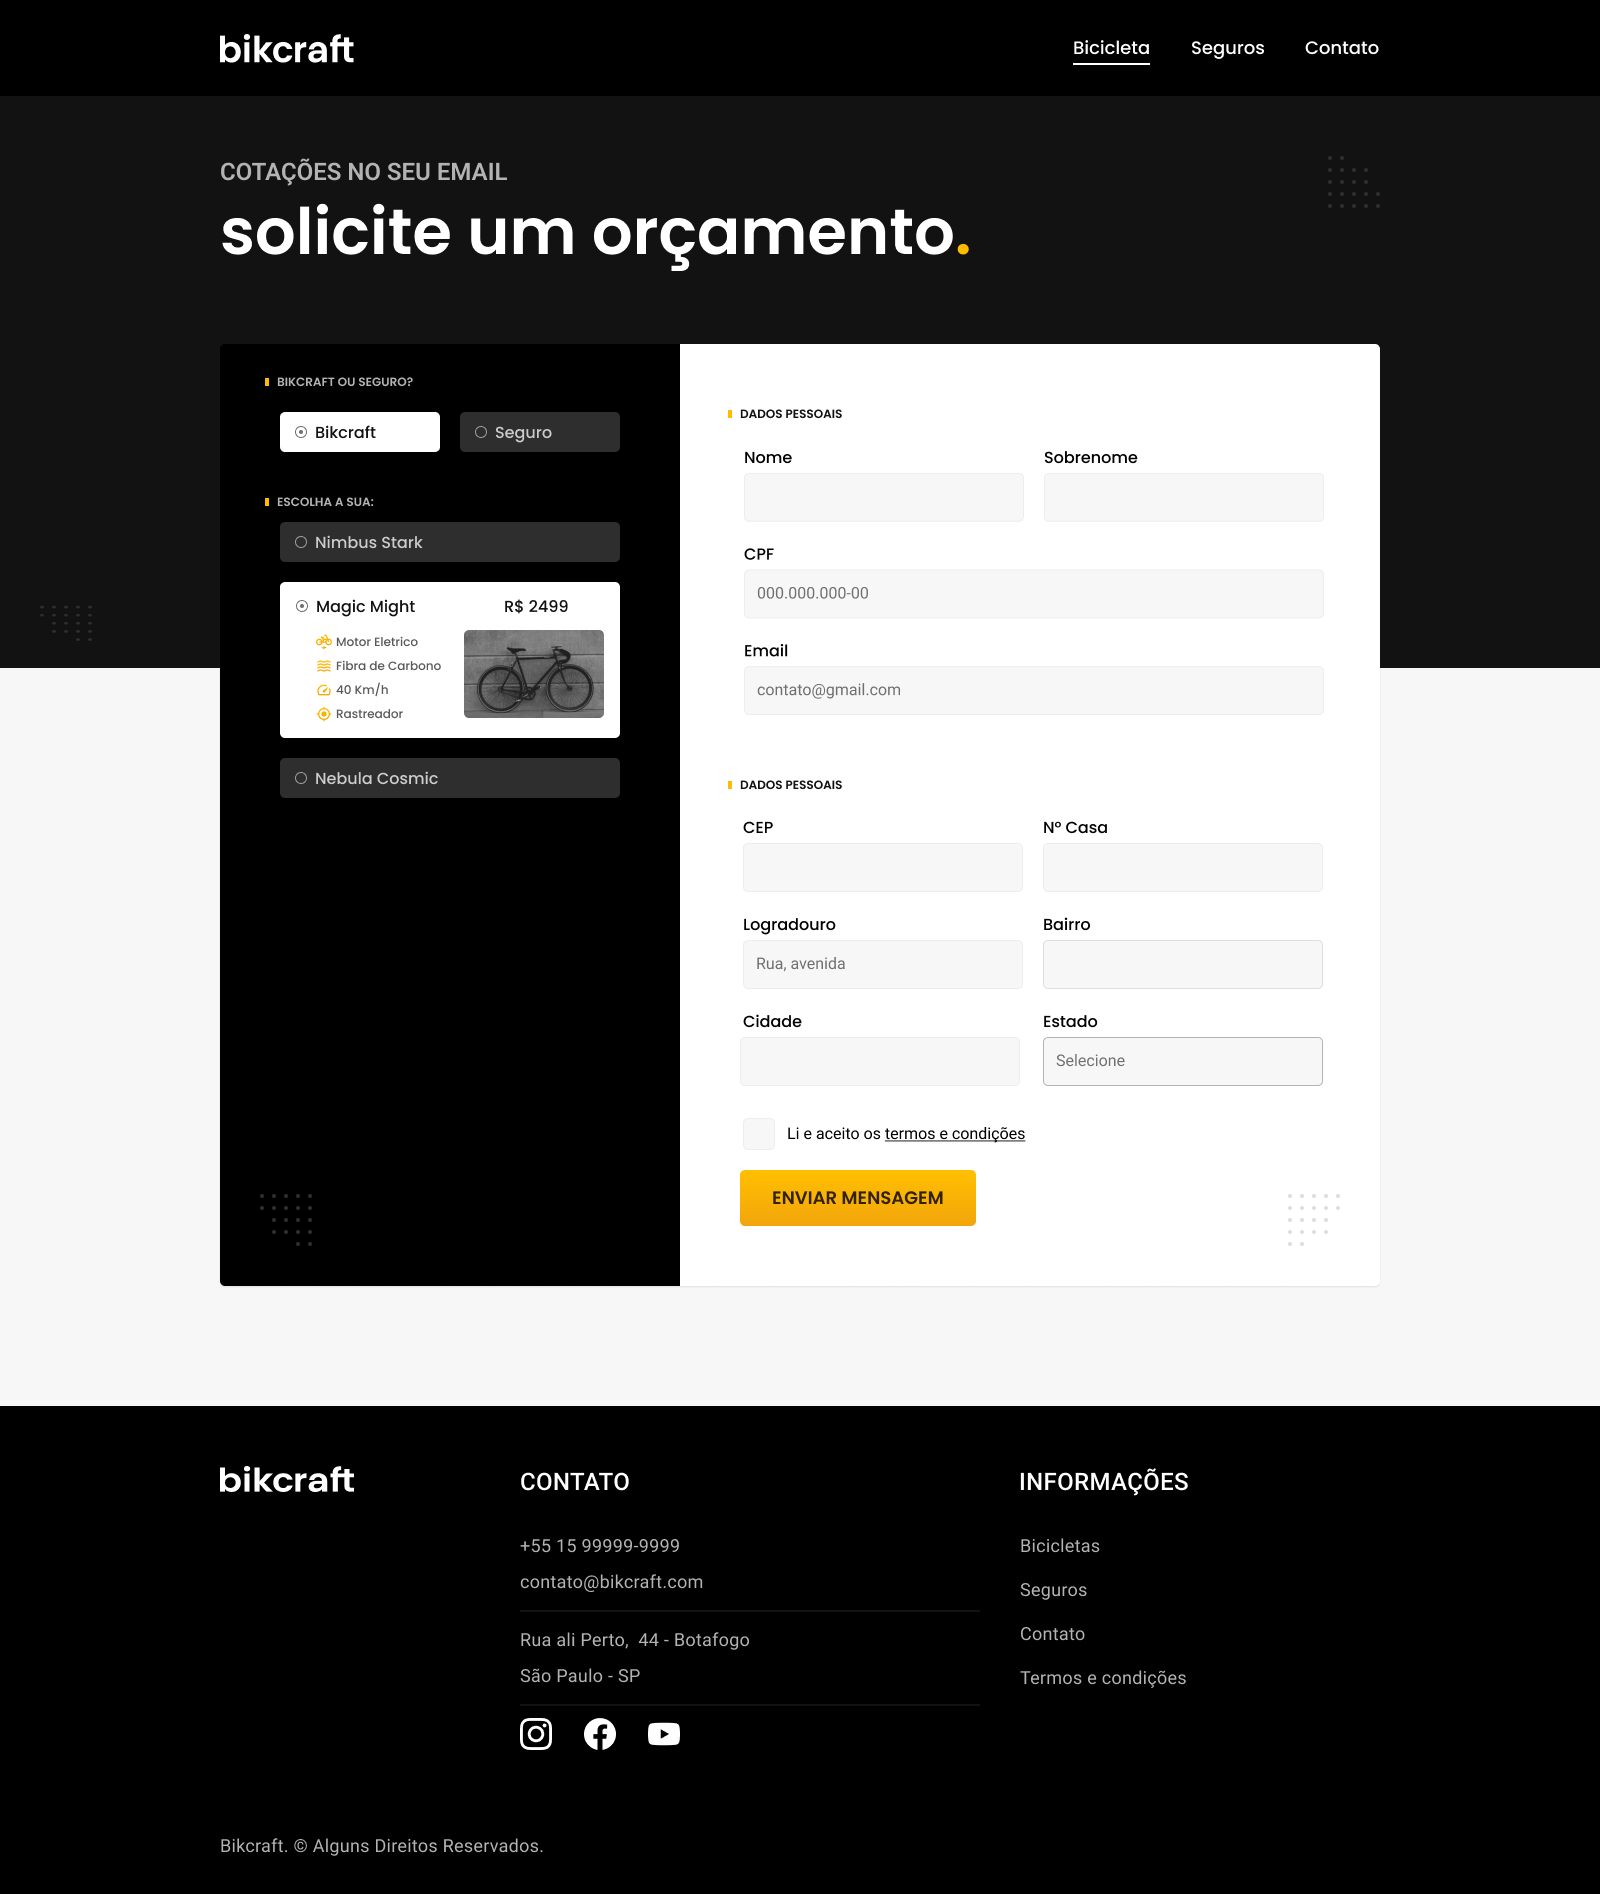 bikcraft
Bicicleta Seguros Contato
COTAÇÕES NO SEU EMAIL
solicite um orçamento.
BIKCRAFT OU SEGURO?
Bikcraft Seguro
ESCOLHA A SUA:
Nimbus Stark
Magic Might R$ 2499
Motor Eletrico
Fibra de Carbono
40 Km/h
Rastreador
Nebula Cosmic
DADOS PESSOAIS
Nome Sobrenome
CPF
000.000.000-00
Email
contato@gmail.com
DADOS PESSOAIS
CEP Nº Casa
Logradouro Bairro
Rua, avenida
Cidade Estado
Selecione
Li e aceito os termos e condições
ENVIAR MENSAGEM
bikcraft
CONTATO
+55 15 99999-9999
contato@bikcraft.com
Rua ali Perto, 44 - Botafogo
São Paulo - SP
INFORMAÇÕES
Bicicletas
Seguros
Contato
Termos e condições
Bikcraft. © Alguns Direitos Reservados.